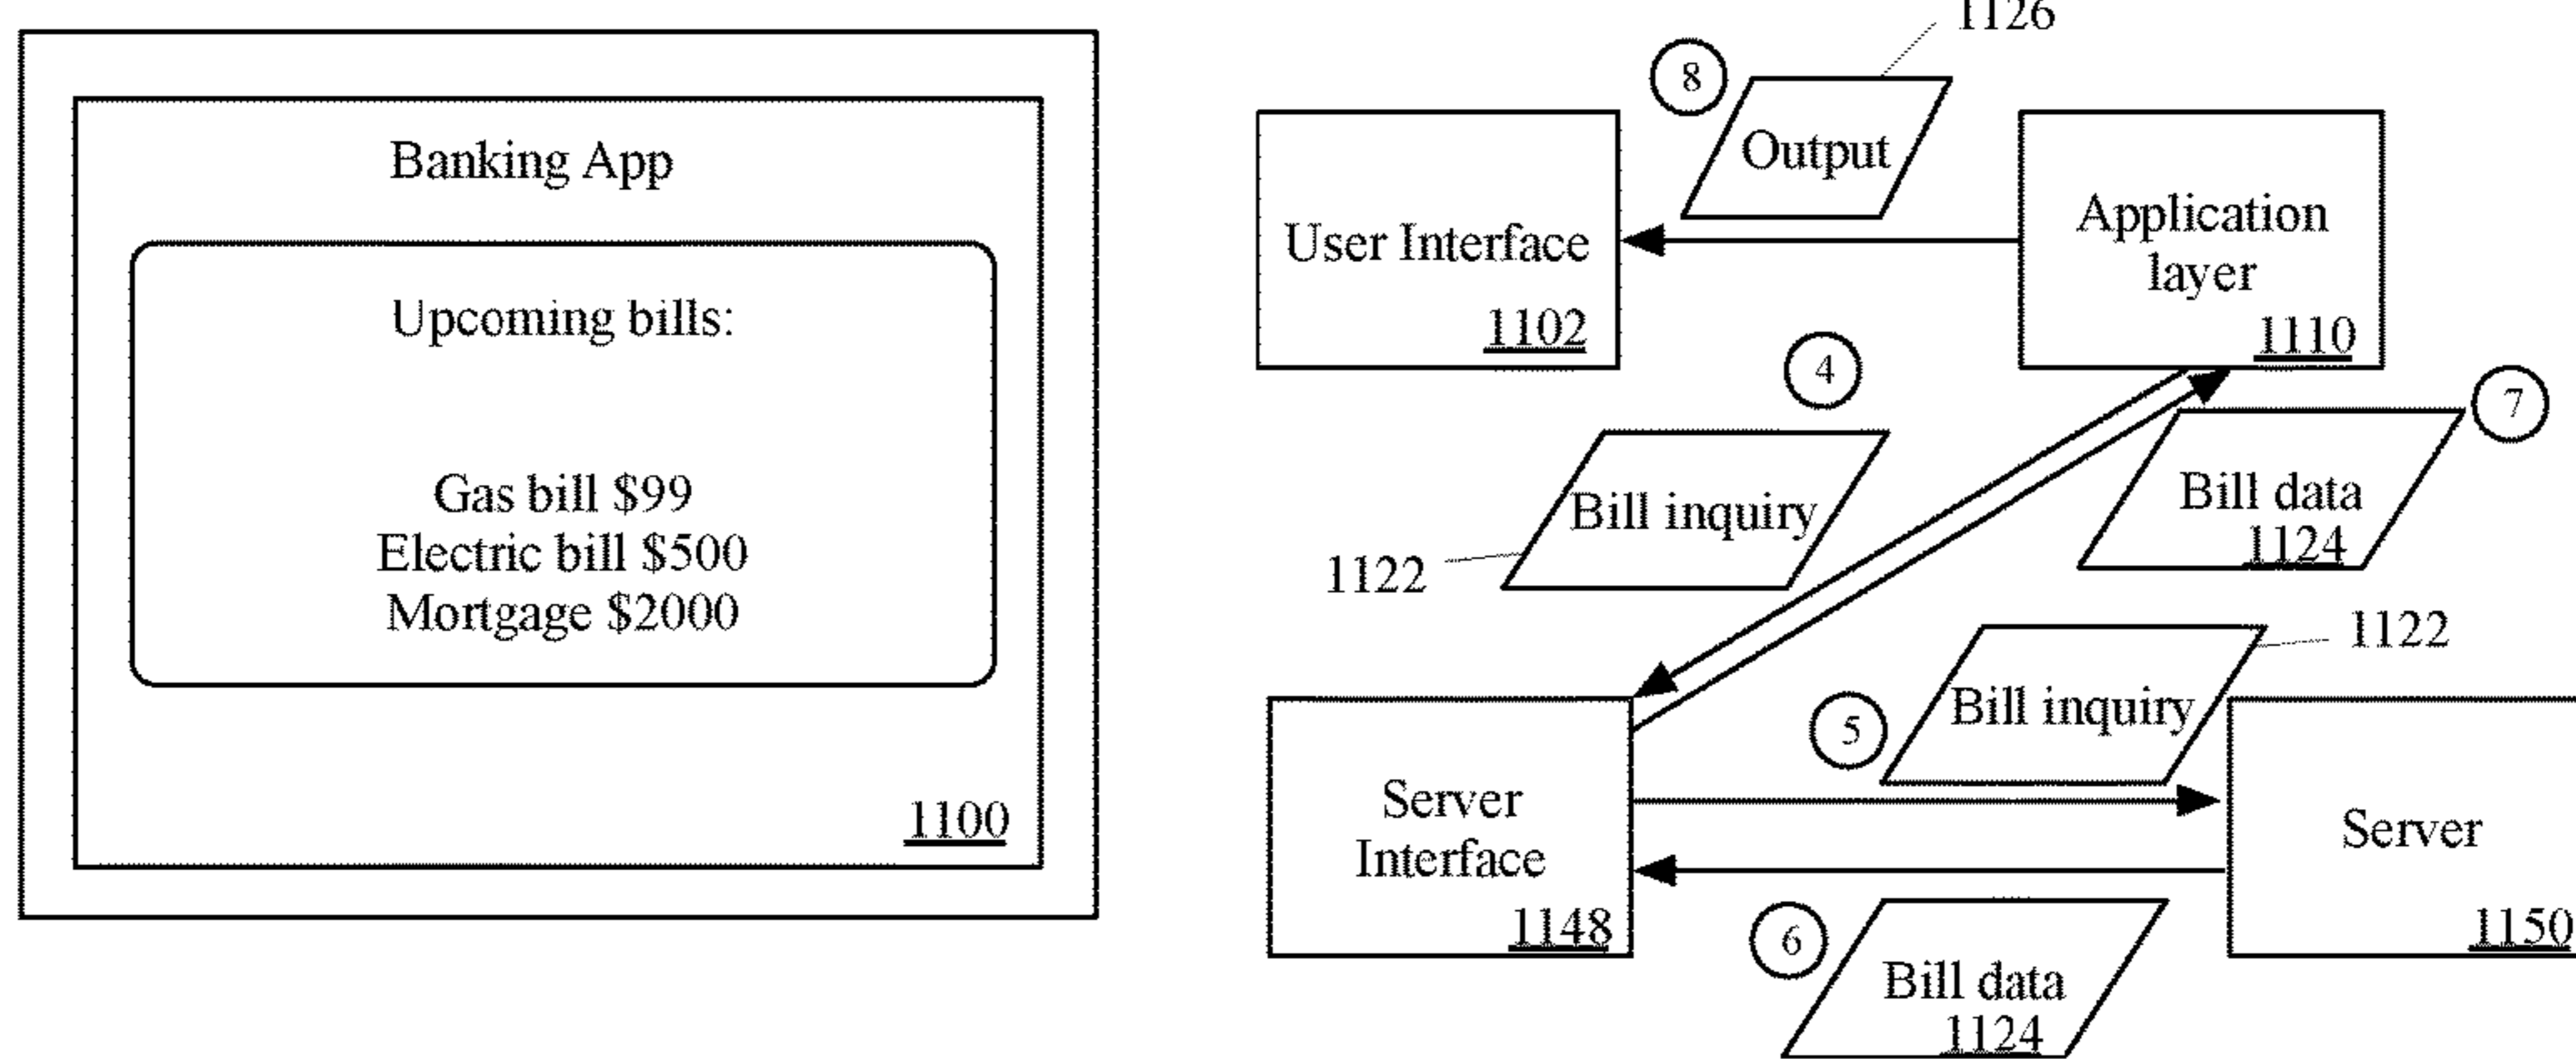 Banking App
Upcoming bills:
Gas bill $99
Electric bill $500
Mortgage $2000
1100
1126
8
Output
User Interface
1102
Application
layer
1110
4
Bill inquiry
1122
7
Bill data
1124
Server
Interface
1148
5
Bill inquiry
1122
Server
1150
6
Bill data
1124